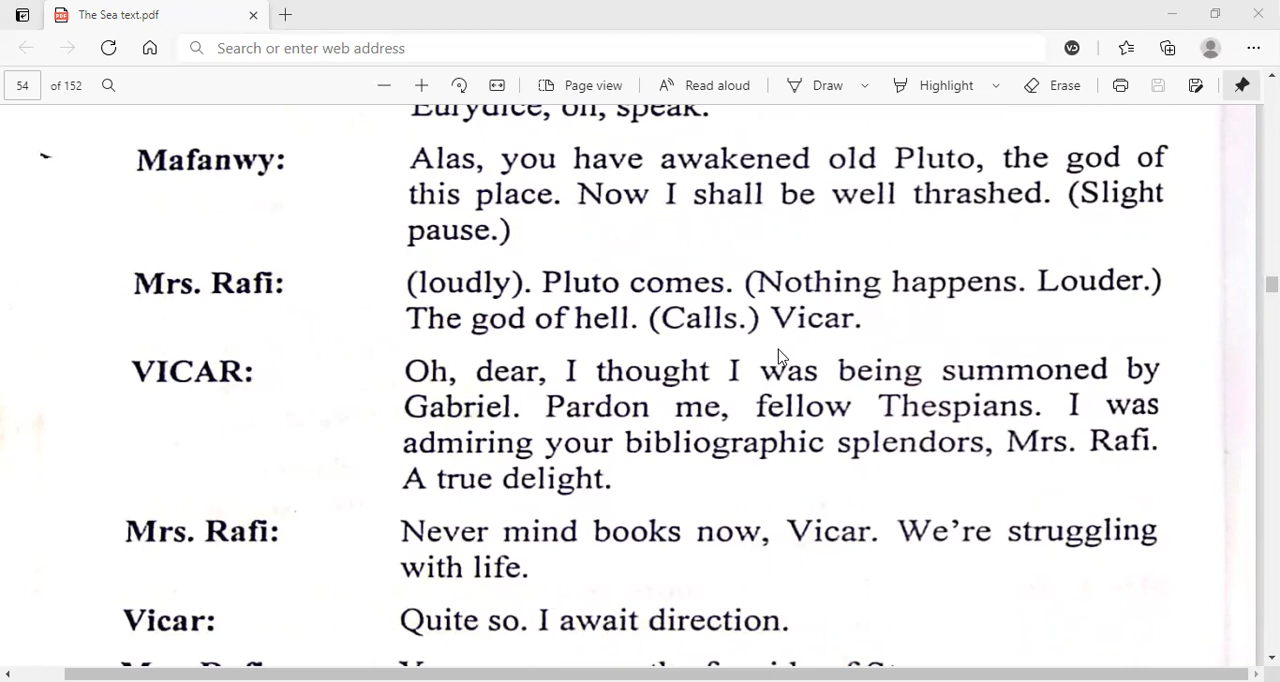 The Sea text.pdf
Search or enter web address
54 of 152 Page view Read aloud Draw Highlight Erase
Eurydice, oh, speak.
Mafanwy: Alas, you have awakened old Pluto, the god of
this place. Now I shall be well thrashed. (Slight
pause.)
Mrs. Rafi: (loudly). Pluto comes. (Nothing happens. Louder.)
The god of hell. (Calls.) Vicar.
VICAR: Oh, dear, I thought I was being summoned by
Gabriel. Pardon me, fellow Thespians. I was
admiring your bibliographic splendors, Mrs. Rafi.
A true delight.
Mrs. Rafi: Never mind books now, Vicar. We're struggling
with life.
Vicar: Quite so. I await direction.